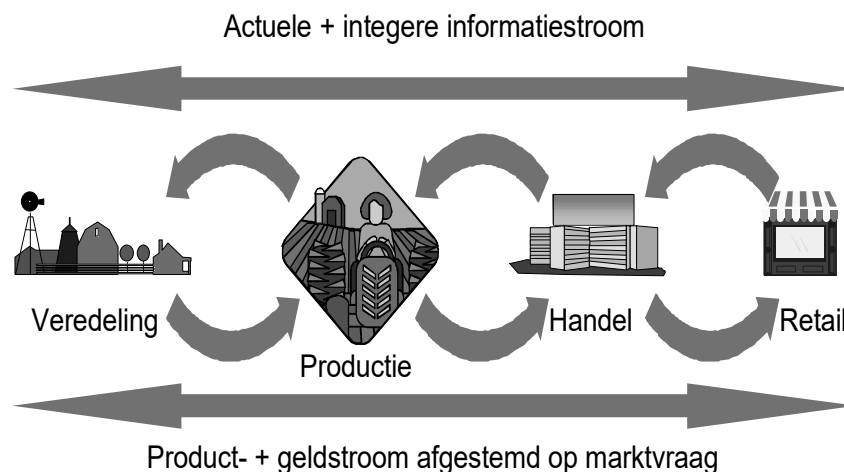 Actuele + integere informatiestroom
Veredeling
Productie
Handel
Retail
Product- + geldstroom afgestemd op marktvraag